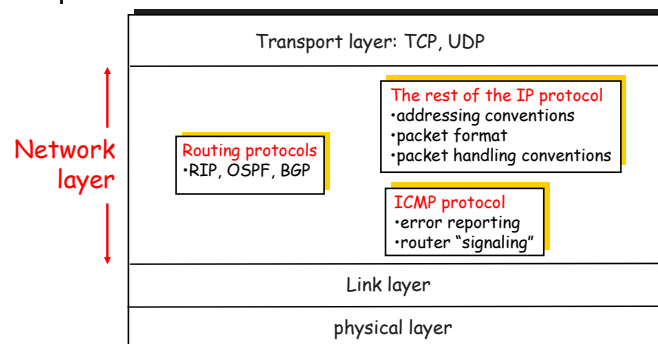 Transport layer: TCP, UDP
Network
layer
The rest of the IP protocol
•addressing conventions
•packet format
•packet handling conventions
Routing protocols
•RIP, OSPF, BGP
ICMP protocol
•error reporting
•router “signaling”
Link layer
physical layer